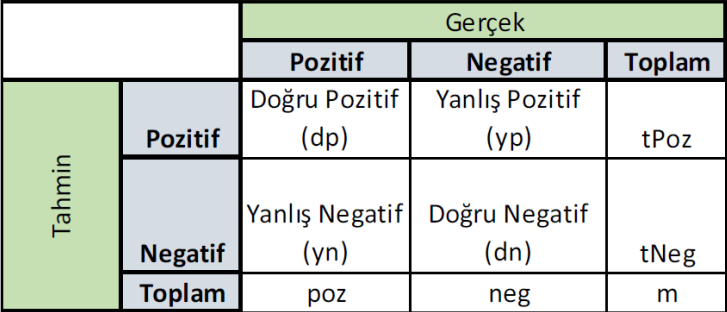 Gerçek
Pozitif Negatif Toplam
Doğru Pozitif Yanlış Pozitif
Pozitif (dp) (yp) tPoz
Tahmin
Yanlış Negatif Doğru Negatif
Negatif (yn) (dn) tNeg
Toplam poz neg m